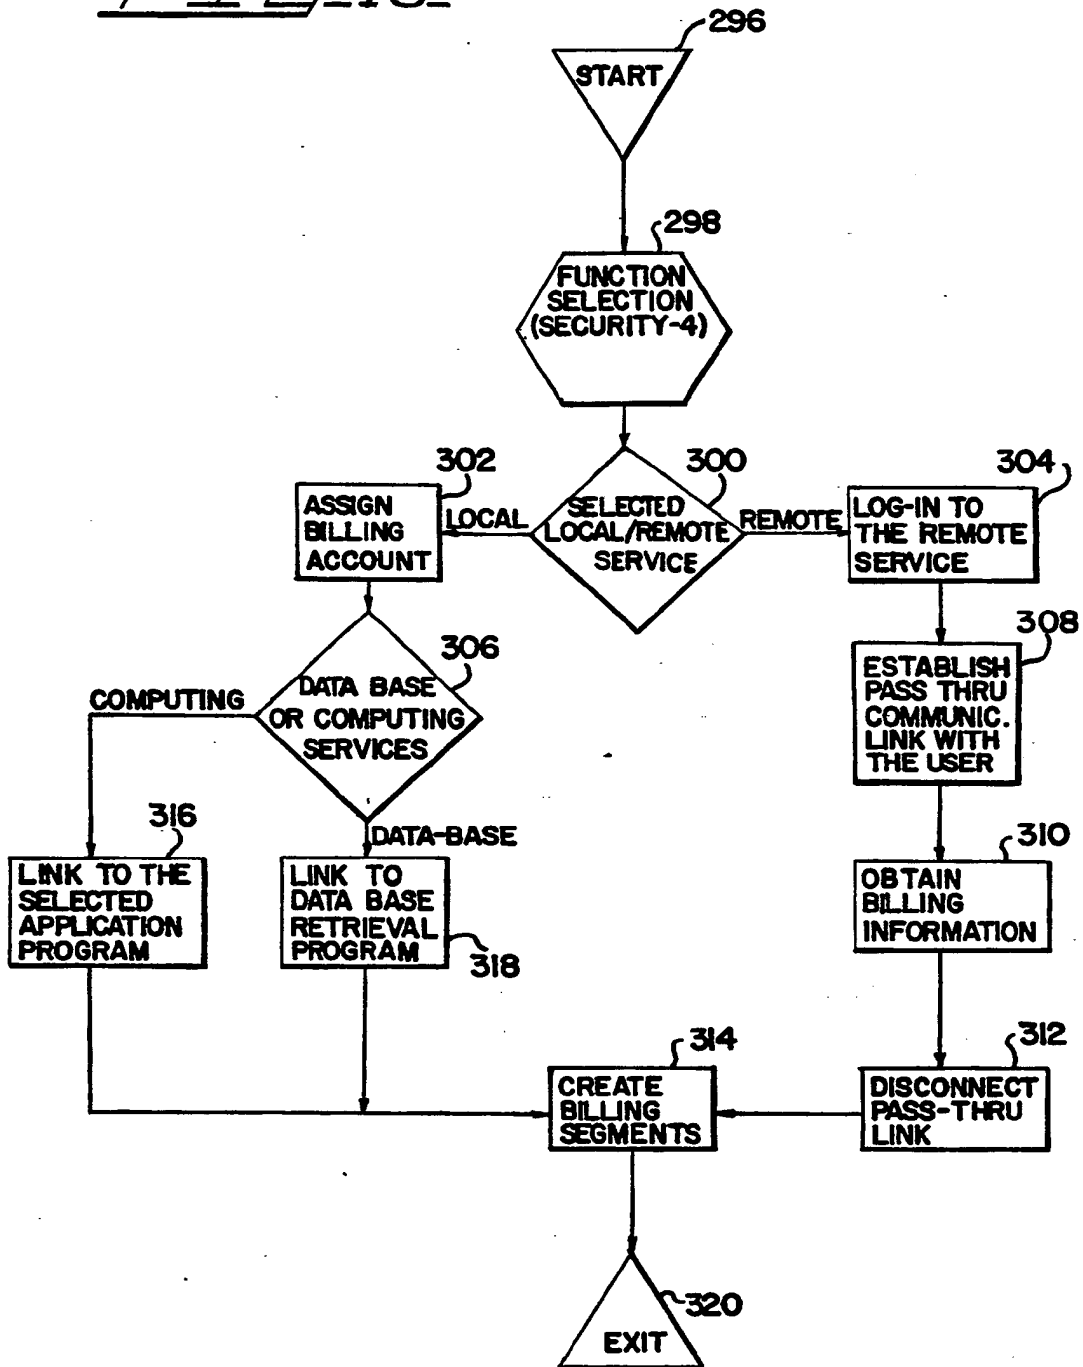 296
START
298
FUNCTION
SELECTION
(SECURITY-4)
302
ASSIGN
BILLING
ACCOUNT
LOCAL
300
SELECTED
LOCAL/REMOTE
SERVICE
REMOTE
304
LOG-IN TO
THE REMOTE
SERVICE
306
DATA BASE
OR COMPUTING
SERVICES
COMPUTING
DATA-BASE
308
ESTABLISH
PASS THRU
COMMUNIC.
LINK WITH
THE USER
316
LINK TO THE
SELECTED
APPLICATION
PROGRAM
LINK TO
DATA BASE
RETRIEVAL
PROGRAM
318
310
OBTAIN
BILLING
INFORMATION
314
CREATE
BILLING
SEGMENTS
312
DISCONNECT
PASS-THRU
LINK
320
EXIT